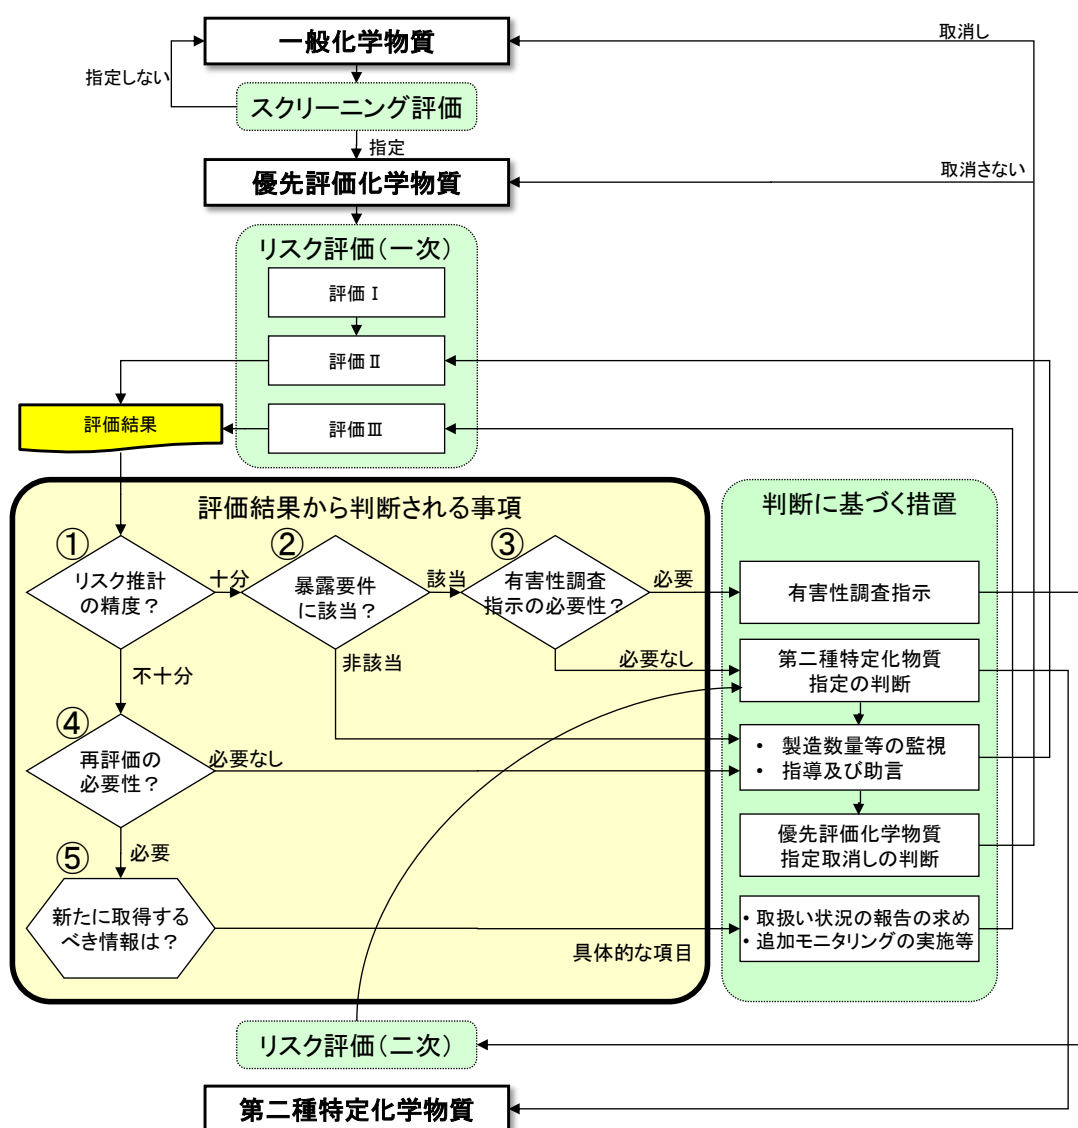 一般化学物質
取消し
指定しない
スクリーニング評価
指定
優先評価化学物質
取消さない
リスク評価(一次)
評価Ⅰ
評価Ⅱ
評価結果
評価Ⅲ
評価結果から判断される事項
判断に基づく措置
①
リスク推計
の精度?
十分
②
暴露要件
に該当?
該当
③
有害性調査
指示の必要性?
必要
有害性調査指示
不十分
非該当
必要なし
第二種特定化物質
指定の判断
④
再評価の
必要性?
必要なし
・ 製造数量等の監視
・ 指導及び助言
必要
優先評価化学物質
指定取消しの判断
⑤
新たに取得する
べき情報は?
具体的な項目
・取扱い状況の報告の求め
・追加モニタリングの実施等
リスク評価(二次)
第二種特定化学物質